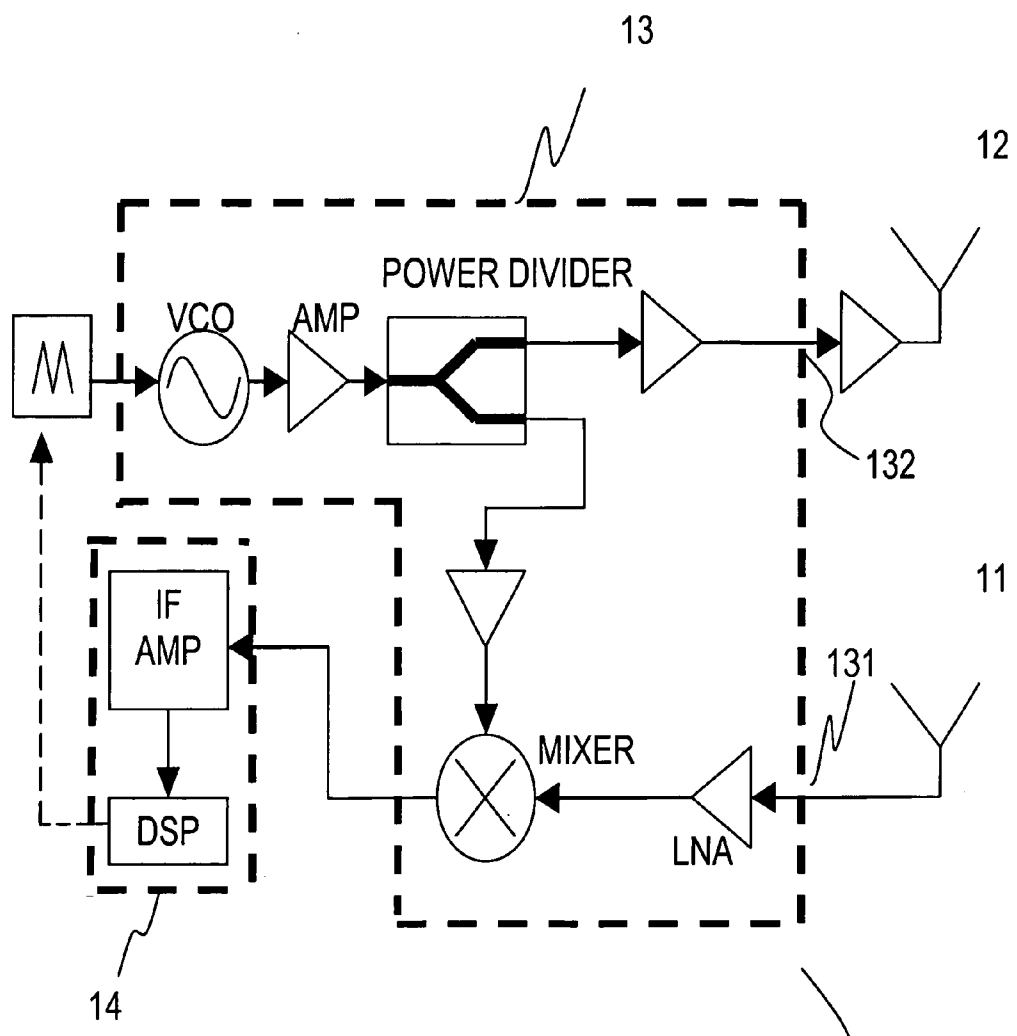 13
12
POWER DIVIDER
VCO
AMP
132
11
IF
AMP
131
MIXER
DSP
LNA
14